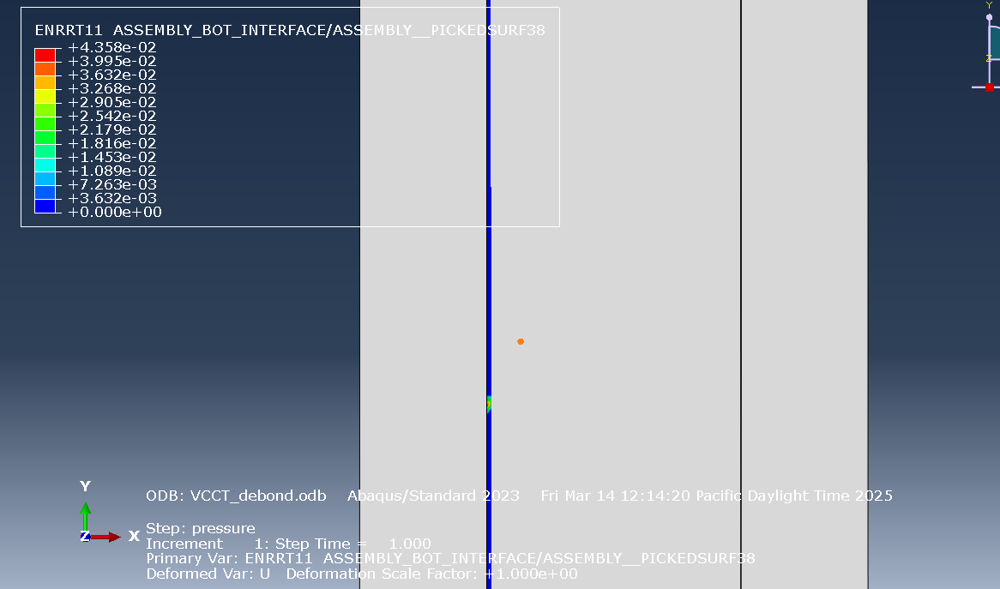 ENRRT11 ASSEMBLY_BOT_INTERFACE/ASSEMBLY__PICKEDSURF38
+4.358e-02
+3.995e-02
+3.632e-02
+3.268e-02
+2.905e-02
+2.542e-02
+2.179e-02
+1.816e-02
+1.453e-02
+1.089e-02
+7.263e-03
+3.632e-03
+0.000e+00
Y
Z
Y
Z X
ODB: VCCT_debond.odb Abaqus/Standard 2023 Fri Mar 14 12:14:20 Pacific Daylight Time 2025
Step: pressure
Increment 1: Step Time = 1.000
Primary Var: ENRRT11 ASSEMBLY_BOT_INTERFACE/ASSEMBLY__PICKEDSURF38
Deformed Var: U Deformation Scale Factor: +1.000e+00